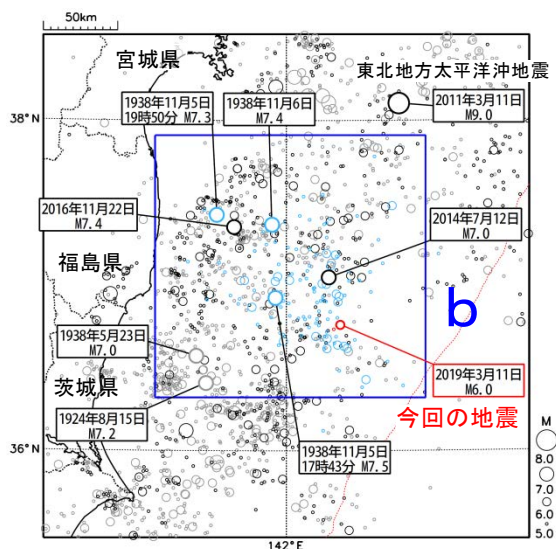 50km
宮城県
東北地方太平洋沖地震
1938年11月5日
19時50分 M7.3
1938年11月6日
M7.4
2011年3月11日
M9.0
38°N
2016年11月22日
M7.4
2014年7月12日
M7.0
福島県
b
1938年5月23日
M7.0
2019年3月11日
M6.0
茨城県
今回の地震
1924年8月15日
M7.2
36°N
1938年11月5日
17時43分 M7.5
M
8.0
7.0
6.0
5.0
142°E